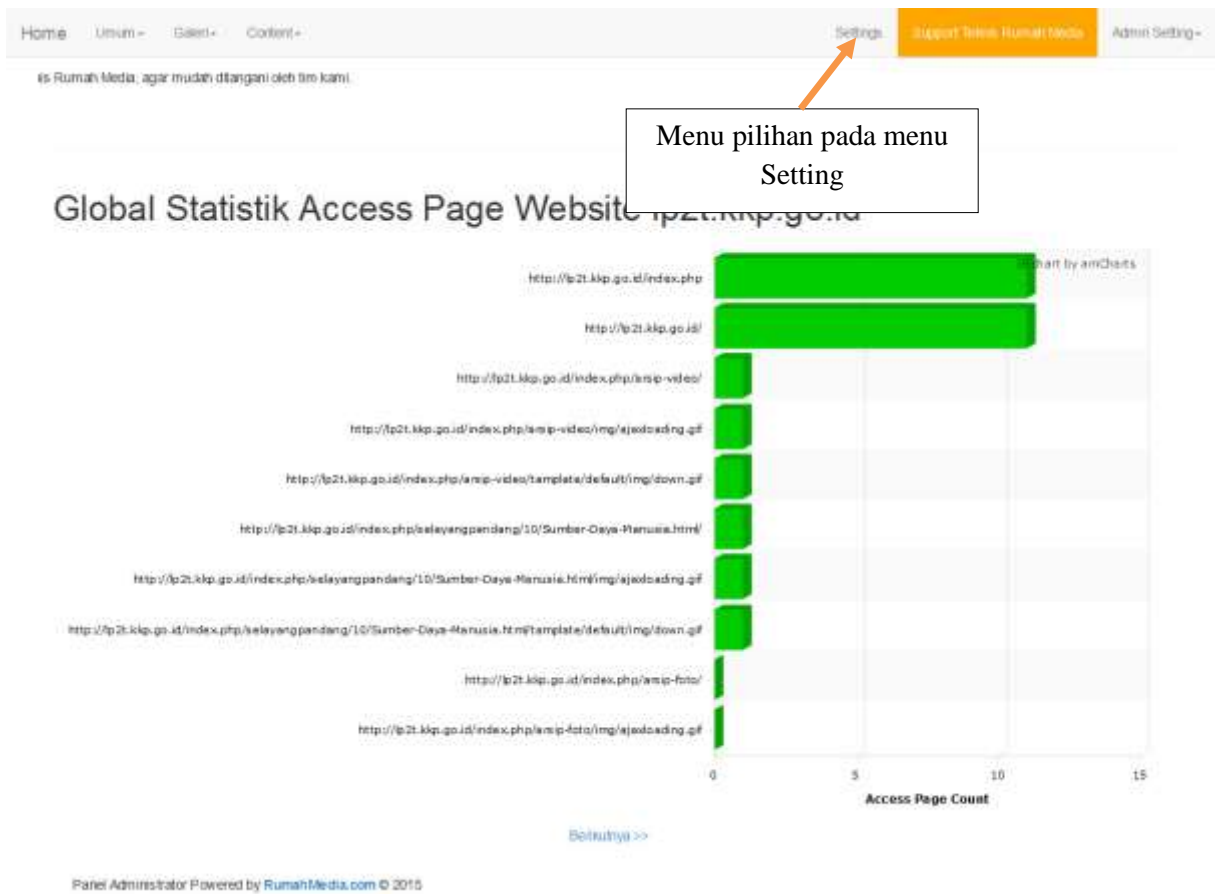 Home Umum Galeri Content Settings Support Teknis Rumah Media Admin Setting
is Rumah Media, agar mudah ditangani oleh tim kami.
Menu pilihan pada menu
Setting
Global Statistik Access Page Website lp2t.kkp.go.id
chart by amCharts
http://lp2t.kkp.go.id/index.php
http://lp2t.kkp.go.id/
http://lp2t.kkp.go.id/index.php/arsip-video/
http://lp2t.kkp.go.id/index.php/arsip-video/img/ajaxloading.gif
http://lp2t.kkp.go.id/index.php/arsip-video/template/default/img/down.gif
http://lp2t.kkp.go.id/index.php/selayangpandang/10/Sumber-Daya-Manusia.html/
http://lp2t.kkp.go.id/index.php/selayangpandang/10/Sumber-Daya-Manusia.html/img/ajaxloading.gif
http://lp2t.kkp.go.id/index.php/selayangpandang/10/Sumber-Daya-Manusia.html/template/default/img/down.gif
http://lp2t.kkp.go.id/index.php/arsip-foto/
http://lp2t.kkp.go.id/index.php/arsip-foto/img/ajaxloading.gif
0 5 10 15
Access Page Count
Berikutnya >>
Panel Administrator Powered by RumahMedia.com © 2015